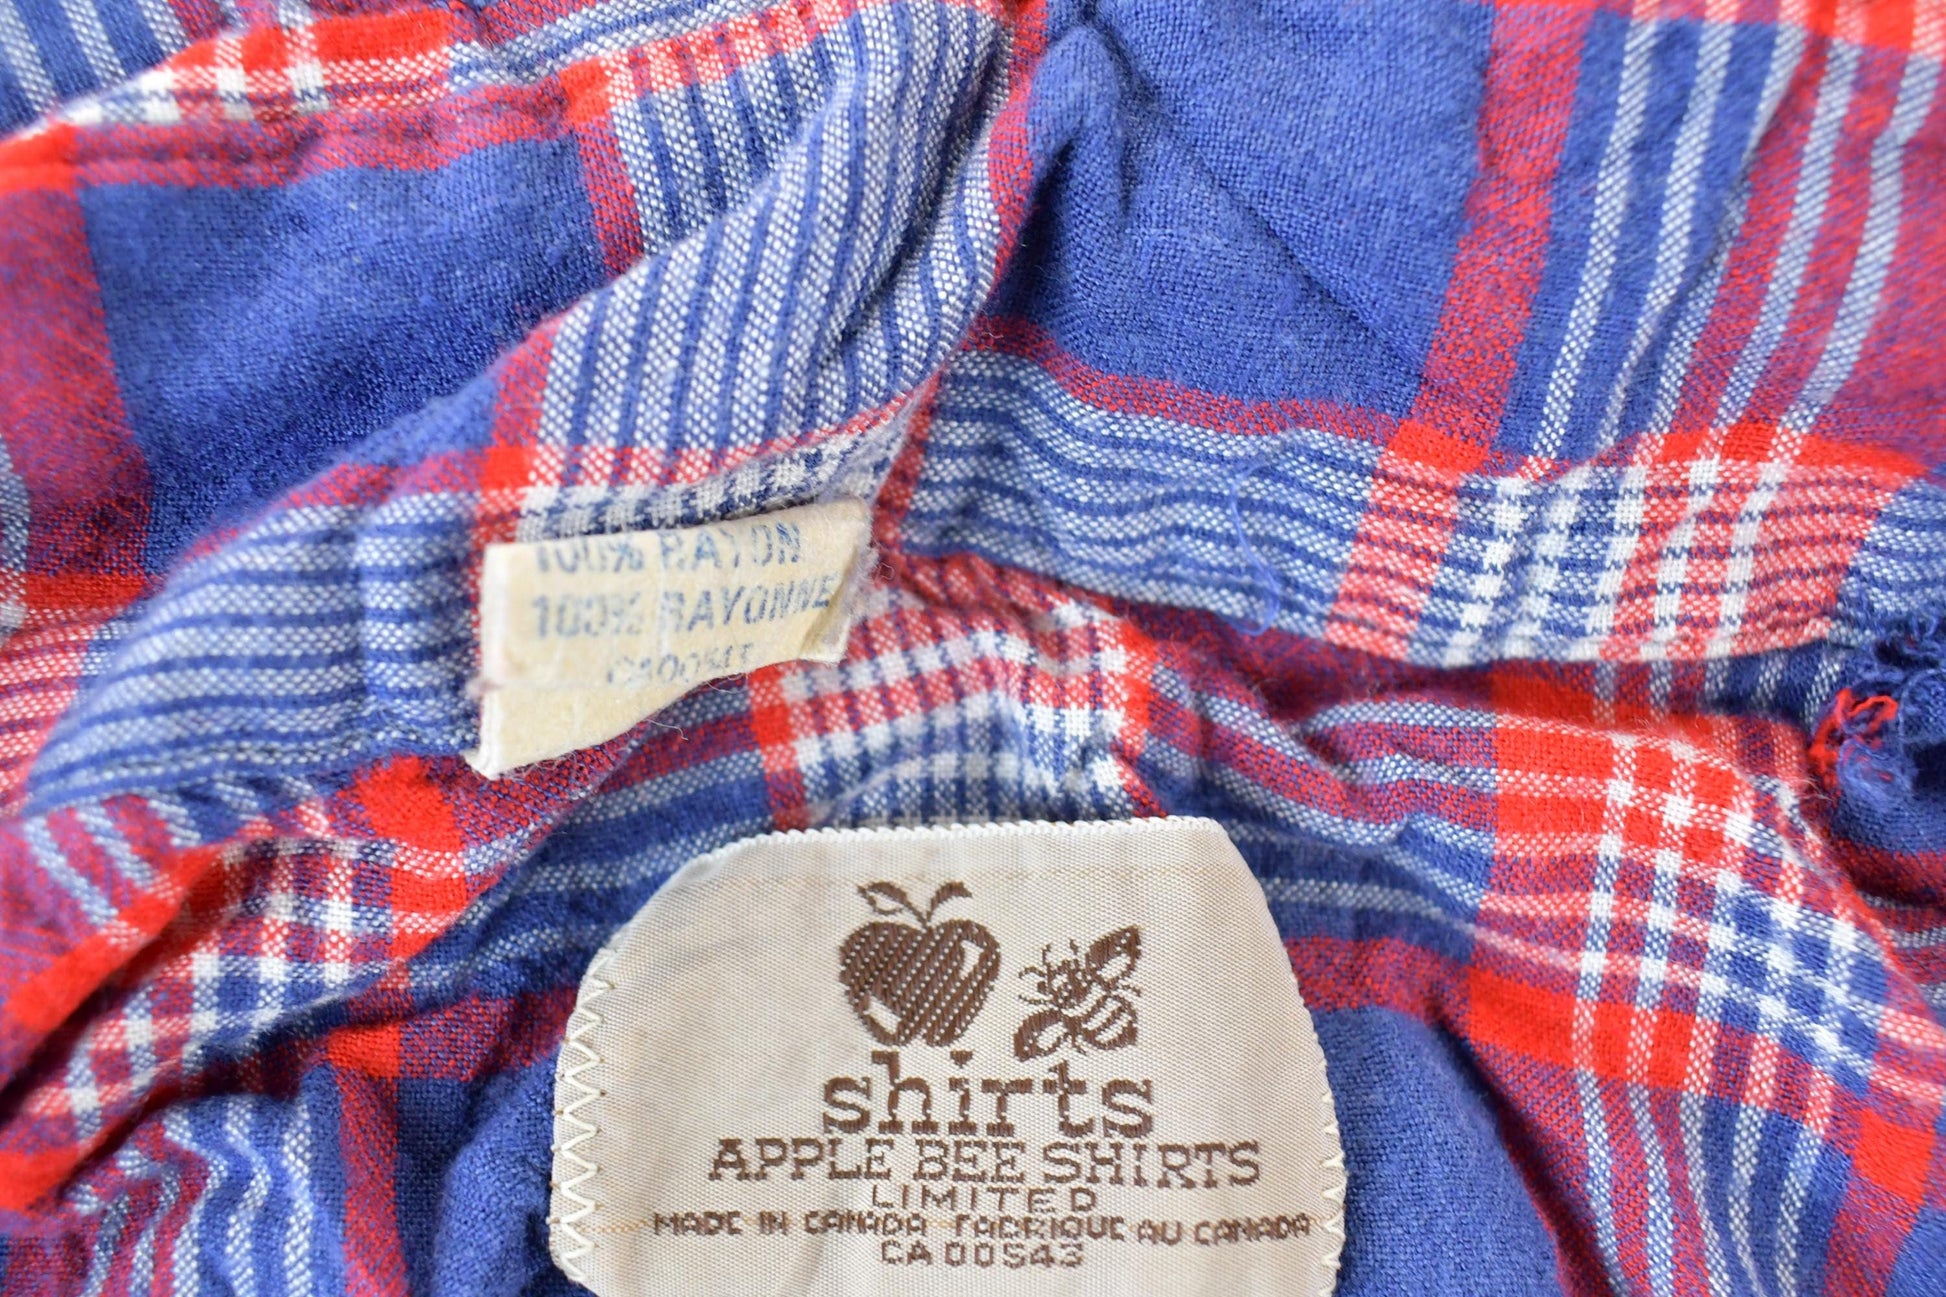 100% RAYON
100% RAYONNE
shirts
APPLE BEE SHIRTS
LIMITED
MADE IN CANADA FABRIQUE AU CANADA
CA 00543